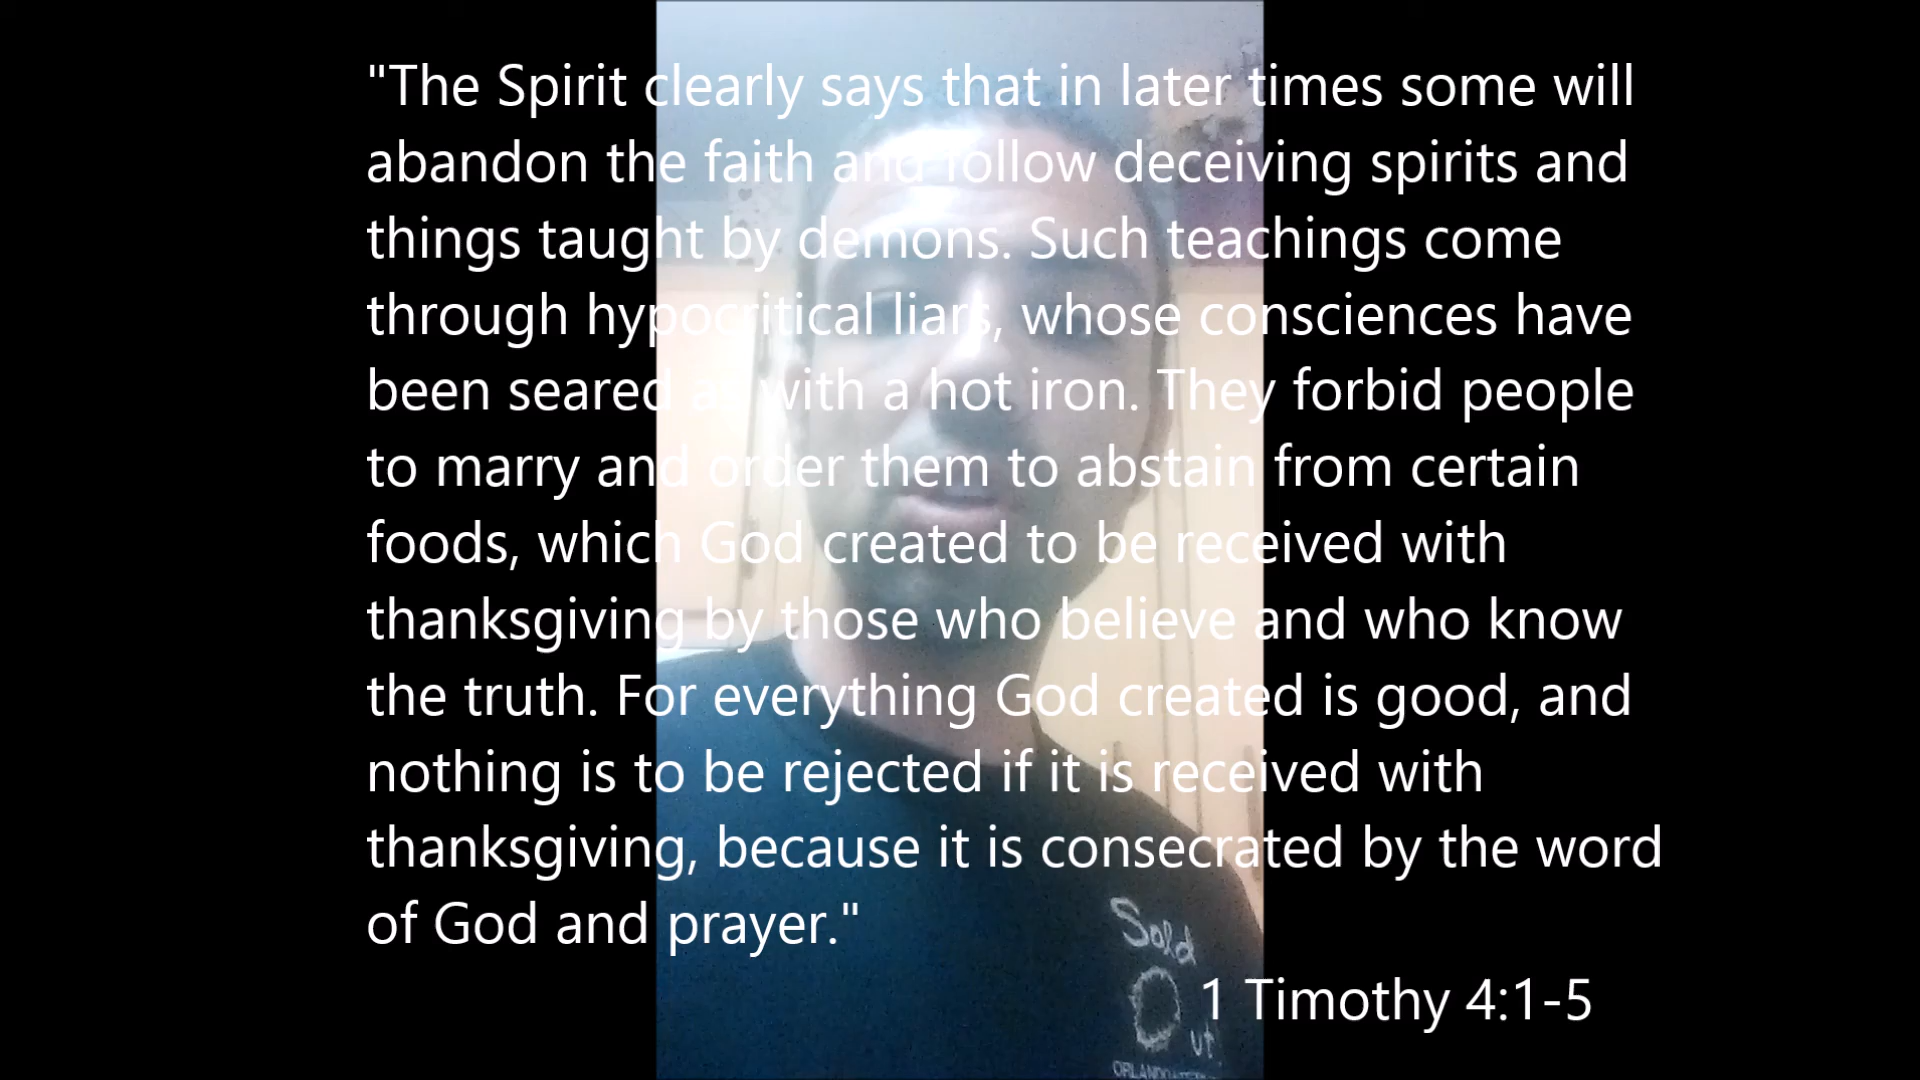 "The Spirit clearly says that in later times some will
abandon the faith and follow deceiving spirits and
things taught by demons. Such teachings come
through hypocritical liars, whose consciences have
been seared as with a hot iron. They forbid people
to marry and order them to abstain from certain
foods, which God created to be received with
thanksgiving by those who believe and who know
the truth. For everything God created is good, and
nothing is to be rejected if it is received with
thanksgiving, because it is consecrated by the word
of God and prayer."
1 Timothy 4:1-5
Sold
Out